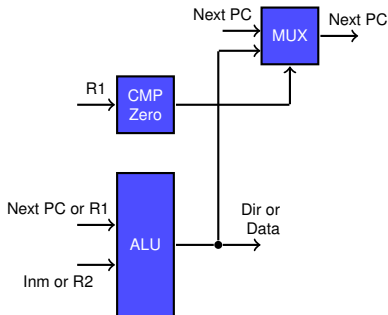 Next PC
Next PC
MUX
R1
CMP
Zero
Next PC or R1
Dir or
Data
ALU
Inm or R2